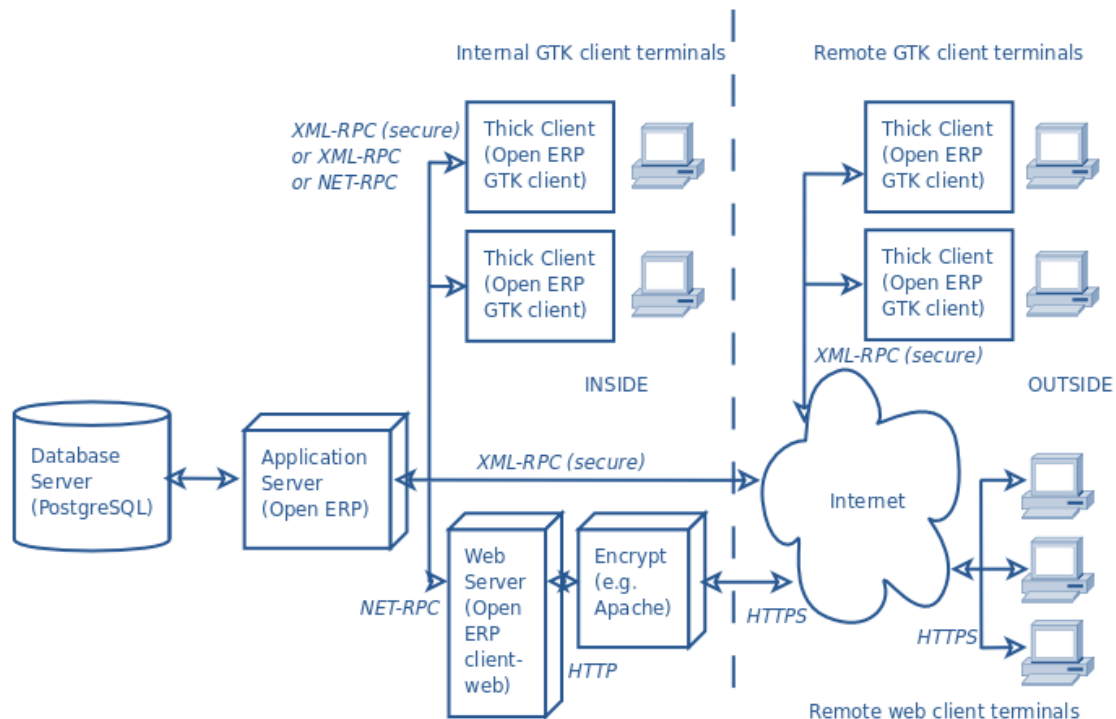 Internal GTK client terminals
Remote GTK client terminals
XML-RPC (secure)
or XML-RPC
or NET-RPC
Thick Client
(Open ERP
GTK client)
Thick Client
(Open ERP
GTK client)
Thick Client
(Open ERP
GTK client)
Thick Client
(Open ERP
GTK client)
XML-RPC (secure)
INSIDE
OUTSIDE
Database
Server
(PostgreSQL)
Application
Server
(Open ERP)
XML-RPC (secure)
Internet
Web
Server
(Open
ERP
client-
web)
Encrypt
(e.g.
Apache)
NET-RPC
HTTP
HTTPS
HTTPS
Remote web client terminals